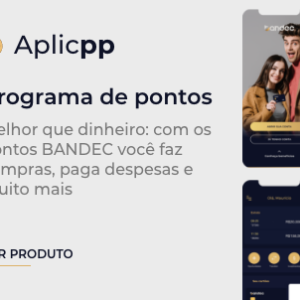 Aplicpp
rograma de pontos
elhor que dinheiro: com os
ontos BANDEC você faz
ompras, paga despesas e
uito mais
R PRODUTO
bandec